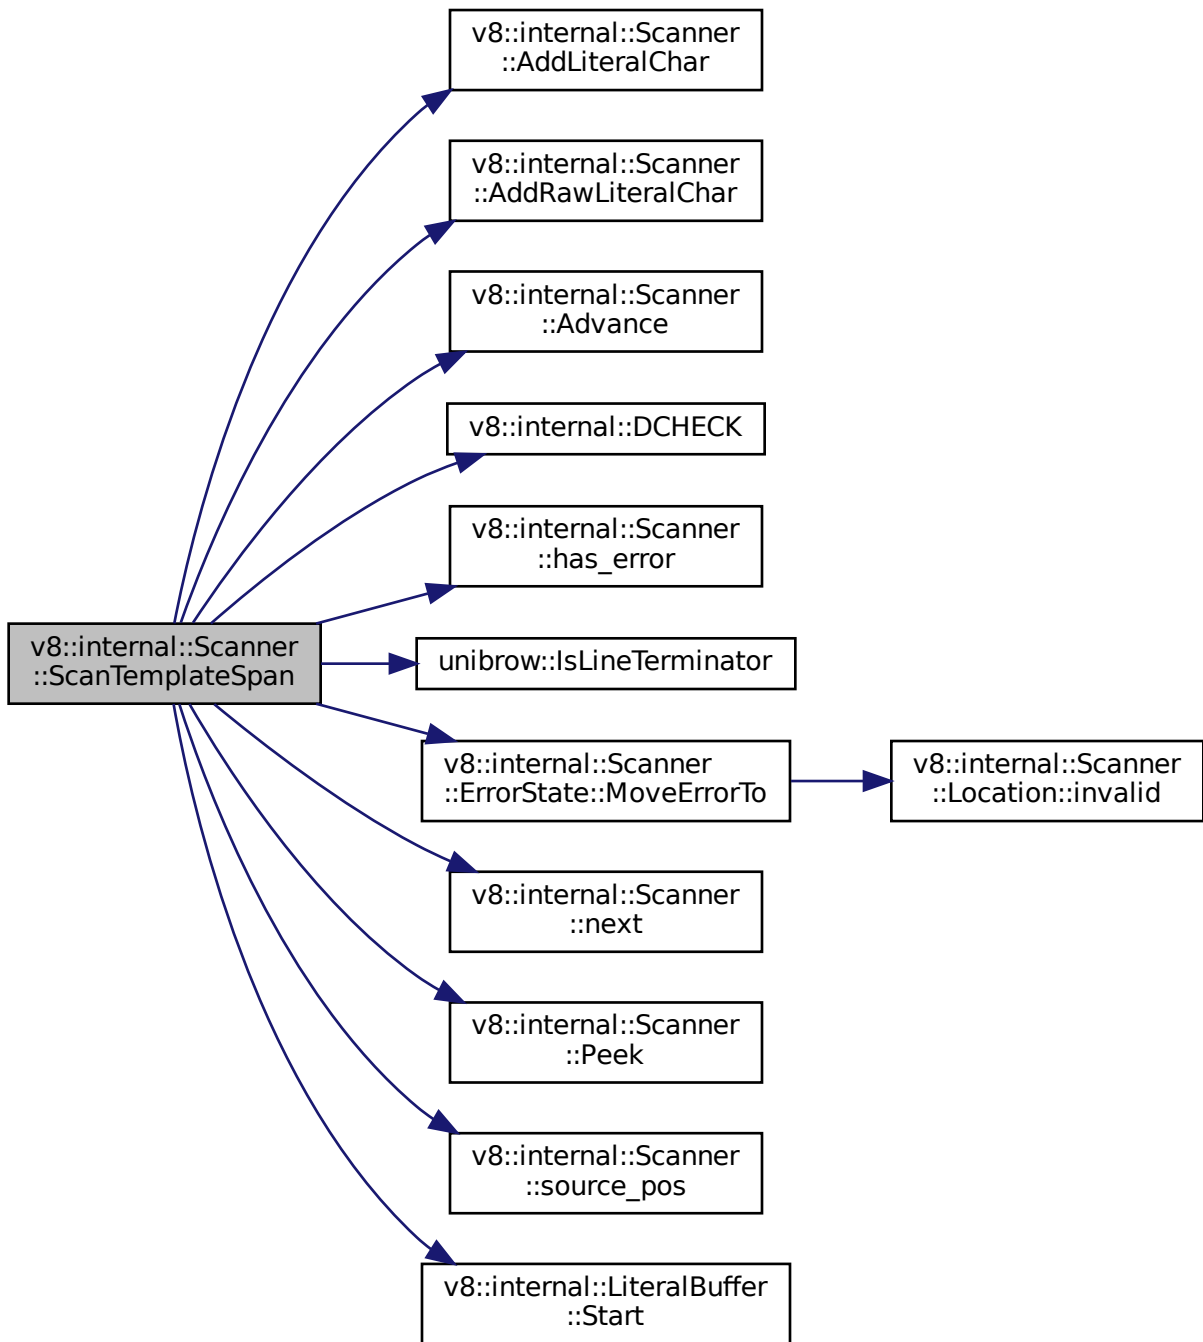 v8::internal::Scanner
::AddLiteralChar
v8::internal::Scanner
::AddRawLiteralChar
v8::internal::Scanner
::Advance
v8::internal::DCHECK
v8::internal::Scanner
::has_error
v8::internal::Scanner
::ScanTemplateSpan
unibrow::IsLineTerminator
v8::internal::Scanner
::ErrorState::MoveErrorTo
v8::internal::Scanner
::Location::invalid
v8::internal::Scanner
::next
v8::internal::Scanner
::Peek
v8::internal::Scanner
::source_pos
v8::internal::LiteralBuffer
::Start